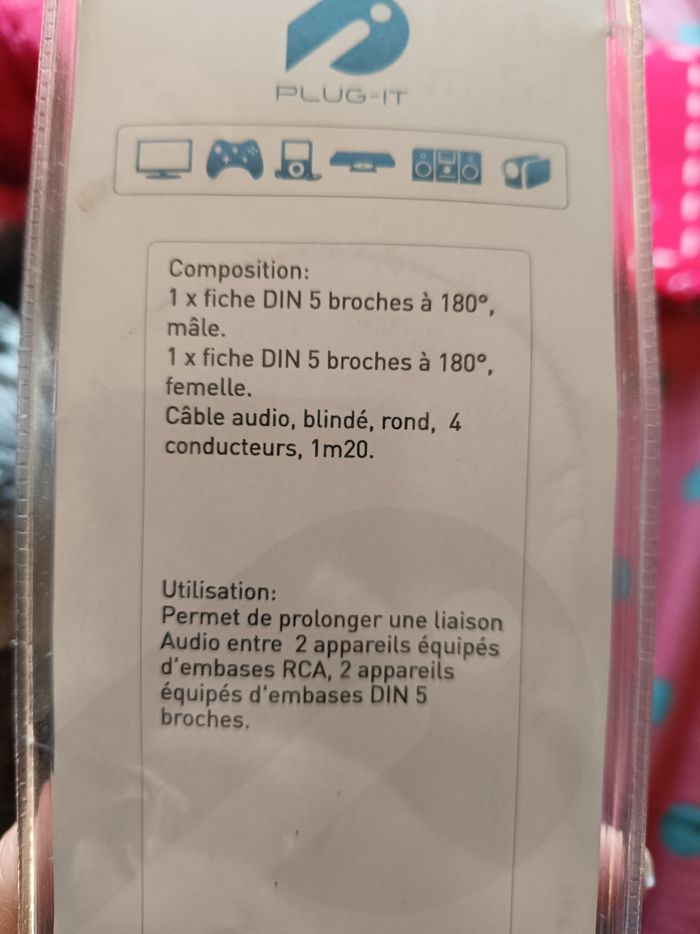 PLUG-IT
Composition:
1 x fiche DIN 5 broches à 180°,
mâle.
1 x fiche DIN 5 broches à 180°,
femelle.
Câble audio, blindé, rond,  4
conducteurs, 1m20.
Utilisation:
Permet de prolonger une liaison
Audio entre  2 appareils équipés
d'embases RCA, 2 appareils
équipés d'embases DIN 5
broches.